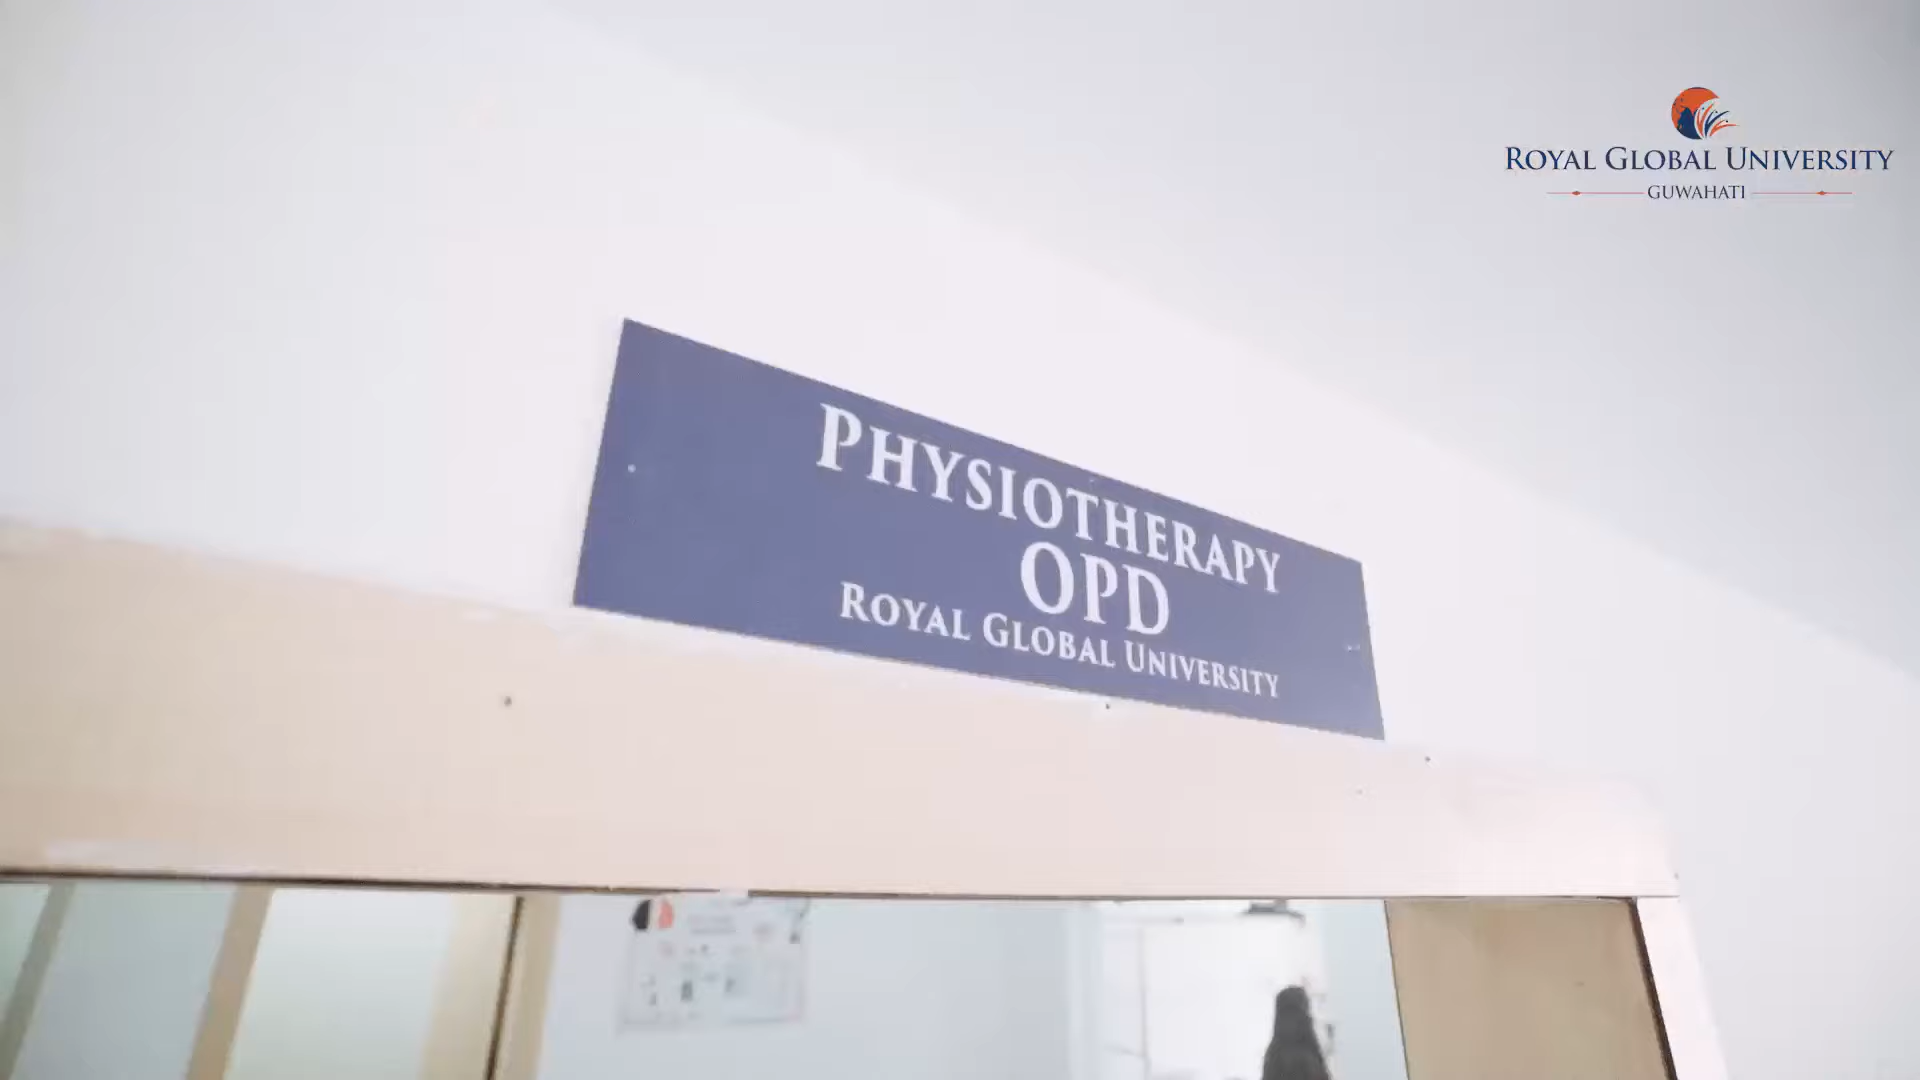 ROYAL GLOBAL UNIVERSITY
GUWAHATI
PHYSIOTHERAPY
OPD
ROYAL GLOBAL UNIVERSITY